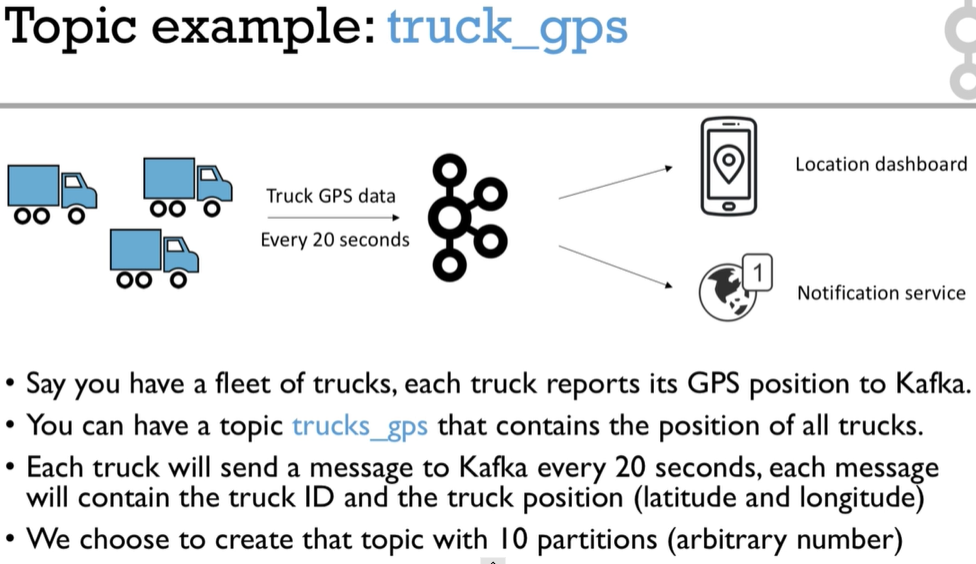 Topic example: truck_gps
Truck GPS data
Every 20 seconds
Location dashboard
1
Notification service
• Say you have a fleet of trucks, each truck reports its GPS position to Kafka.
• You can have a topic trucks_gps that contains the position of all trucks.
• Each truck will send a message to Kafka every 20 seconds, each message
will contain the truck ID and the truck position (latitude and longitude)
• We choose to create that topic with 10 partitions (arbitrary number)